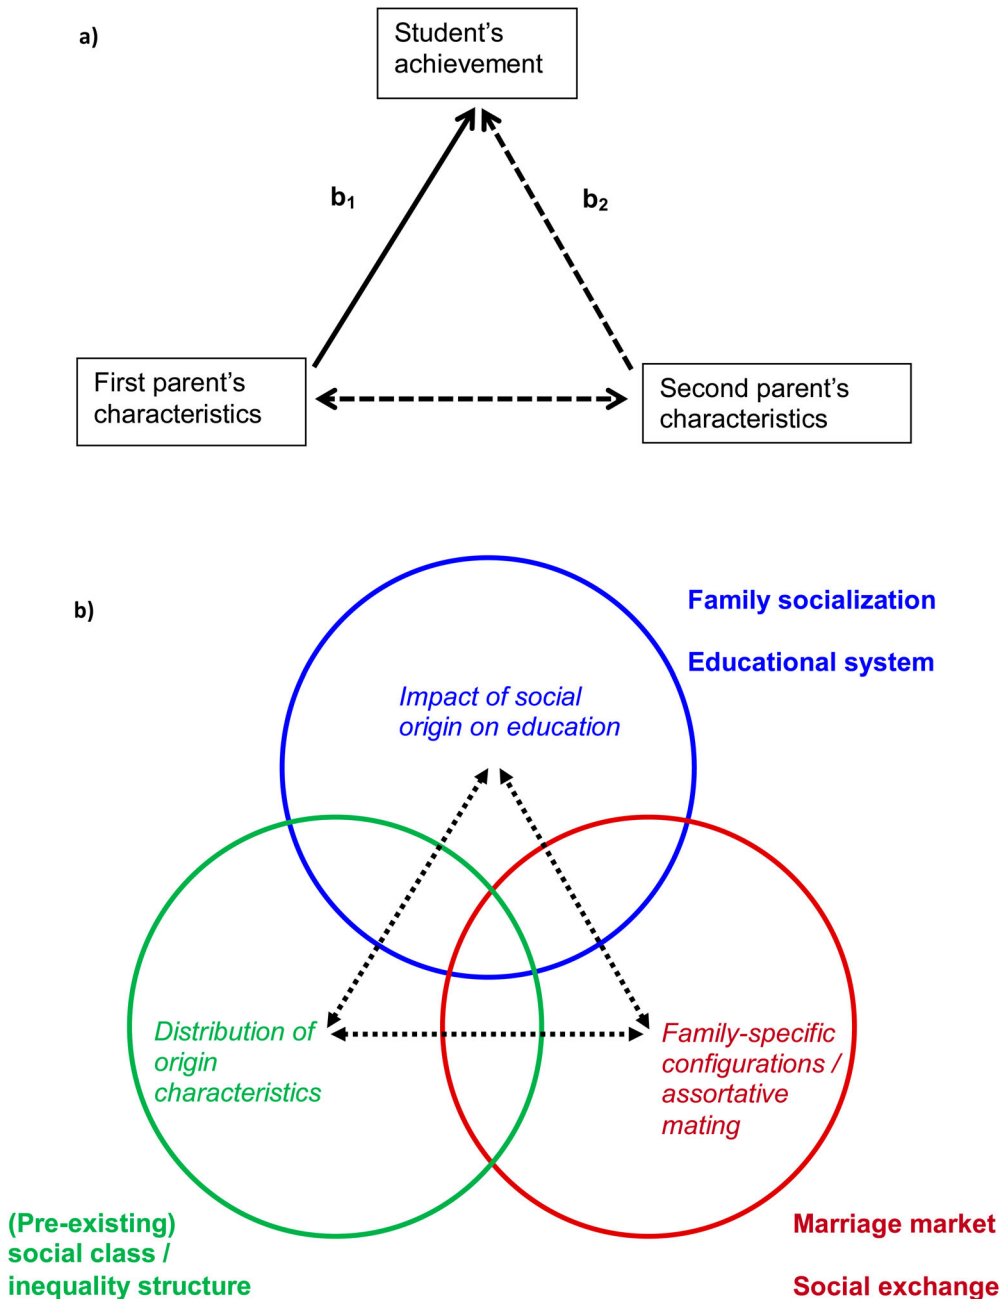 a)
Student’s
achievement
b₁
b₂
First parent’s
characteristics
Second parent’s
characteristics
b)
Family socialization
Educational system
Impact of social
origin on education
Distribution of
origin
characteristics
Family-specific
configurations /
assortative
mating
(Pre-existing)
social class /
inequality structure
Marriage market
Social exchange